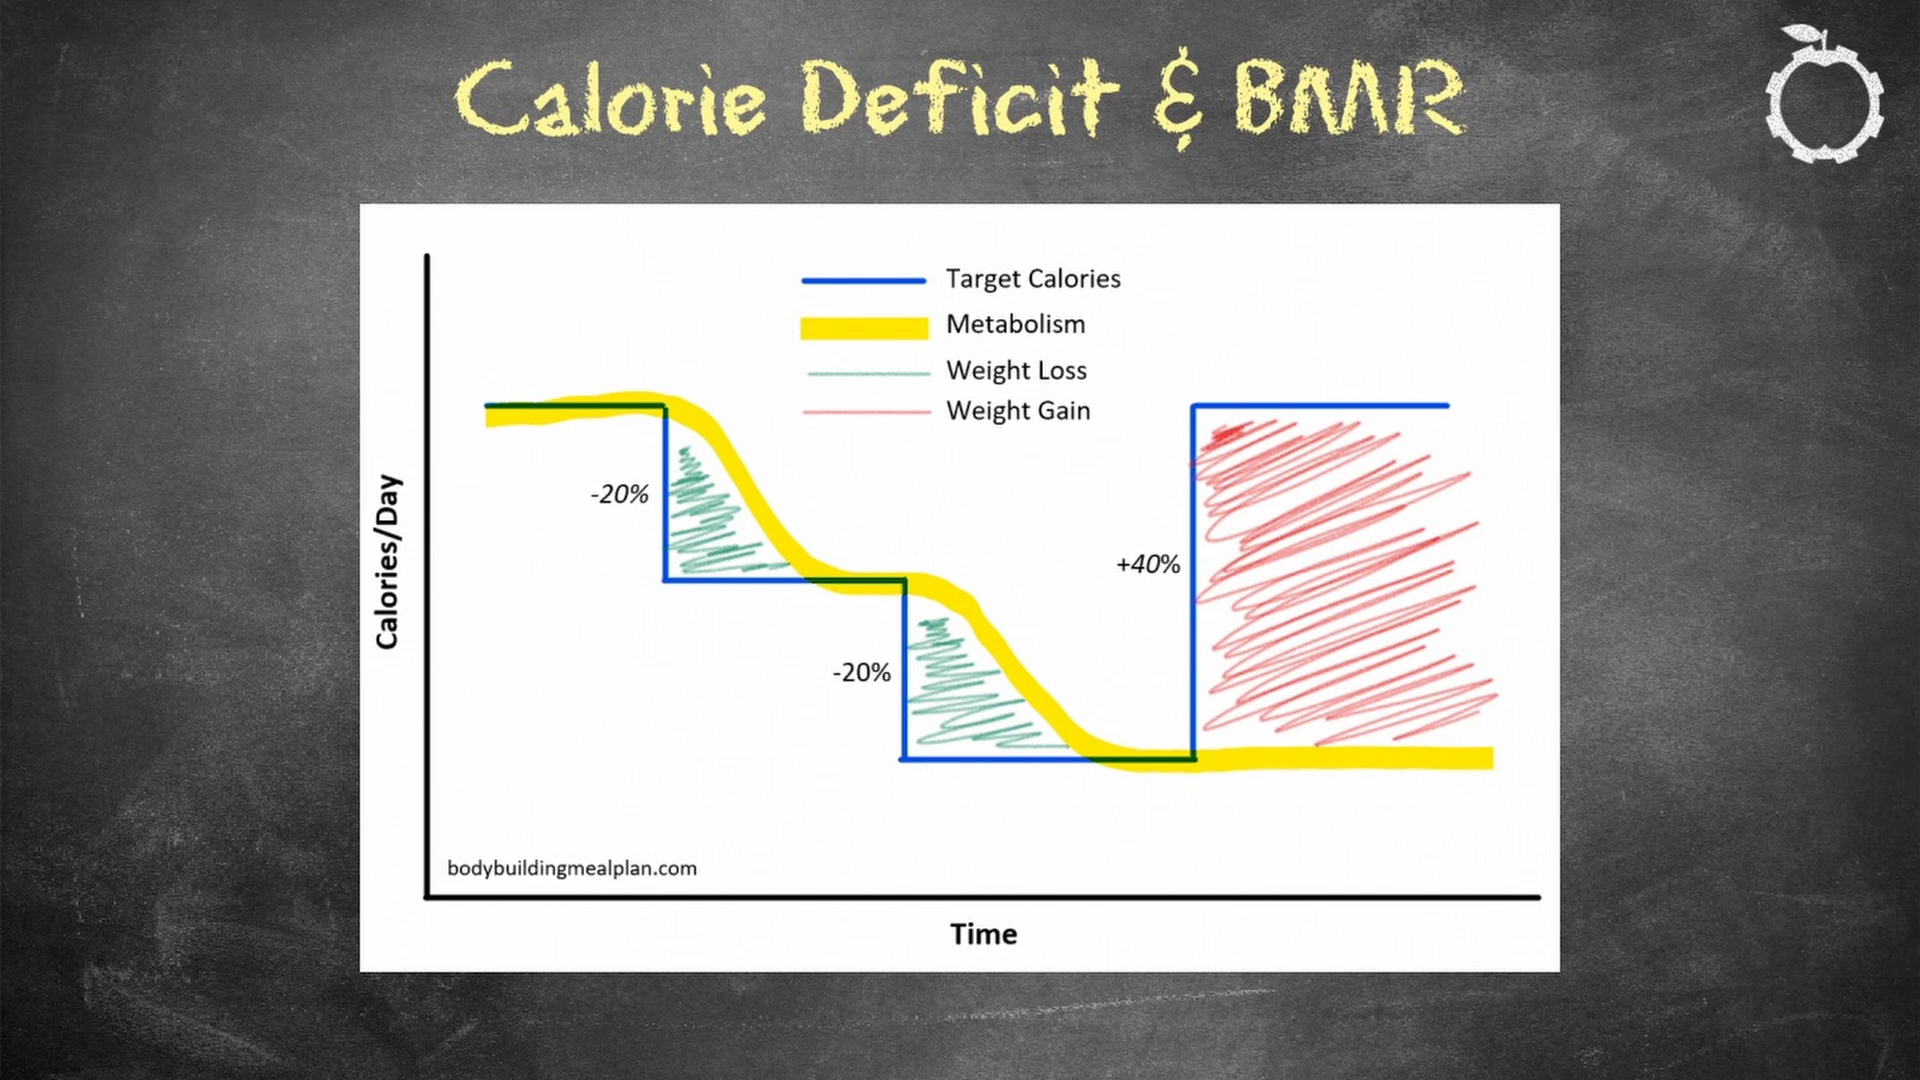 Calorie Deficit & BMR
Target Calories
Metabolism
Weight Loss
Weight Gain
-20%
-20%
+40%
Calories/Day
bodybuildingmealplan.com
Time